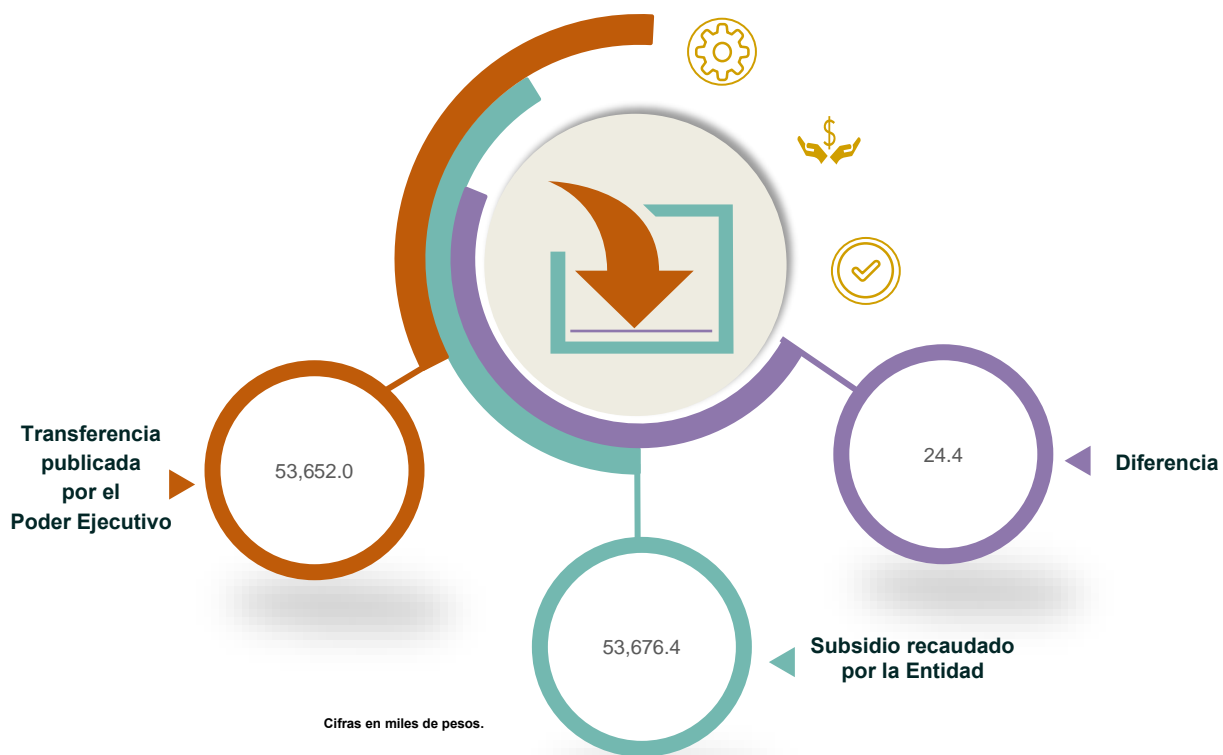 Transferencia
publicada
por el
Poder Ejecutivo
53,652.0
24.4
Diferencia
53,676.4
Subsidio recaudado
por la Entidad
Cifras en miles de pesos.
$